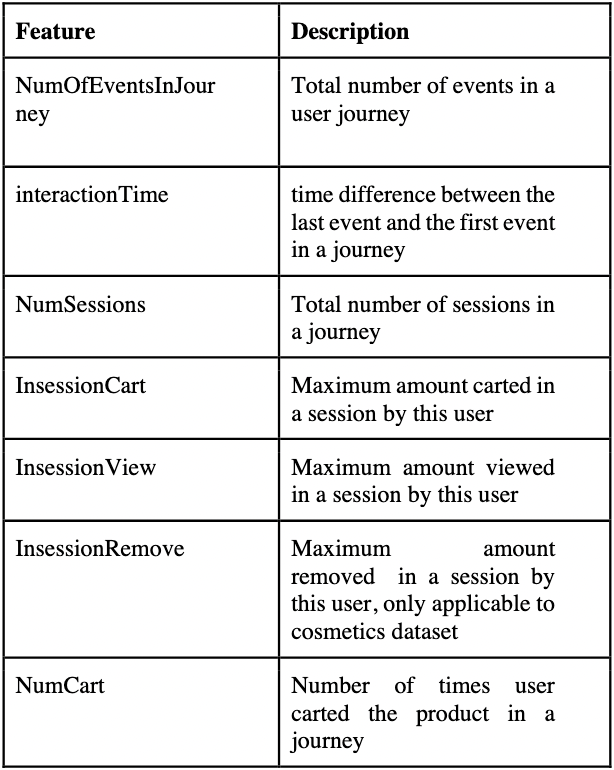 Feature Description
NumOfEventsInJour Total number of events in a
ney user journey
interactionTime time difference between the
last event and the first event
in a journey
NumSessions Total number of sessions in
a journey
InsessionCart Maximum amount carted in
a session by this user
InsessionView Maximum amount viewed
in a session by this user
InsessionRemove Maximum amount
removed in a session by
this user, only applicable to
cosmetics dataset
NumCart Number of times user
carted the product in a
journey